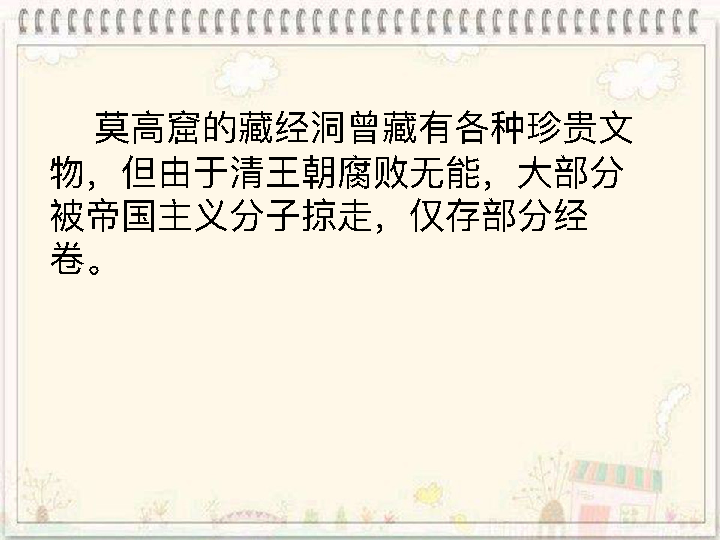 莫高窟的藏经洞曾藏有各种珍贵文
物，但由于清王朝腐败无能，大部分
被帝国主义分子掠走，仅存部分经
卷。